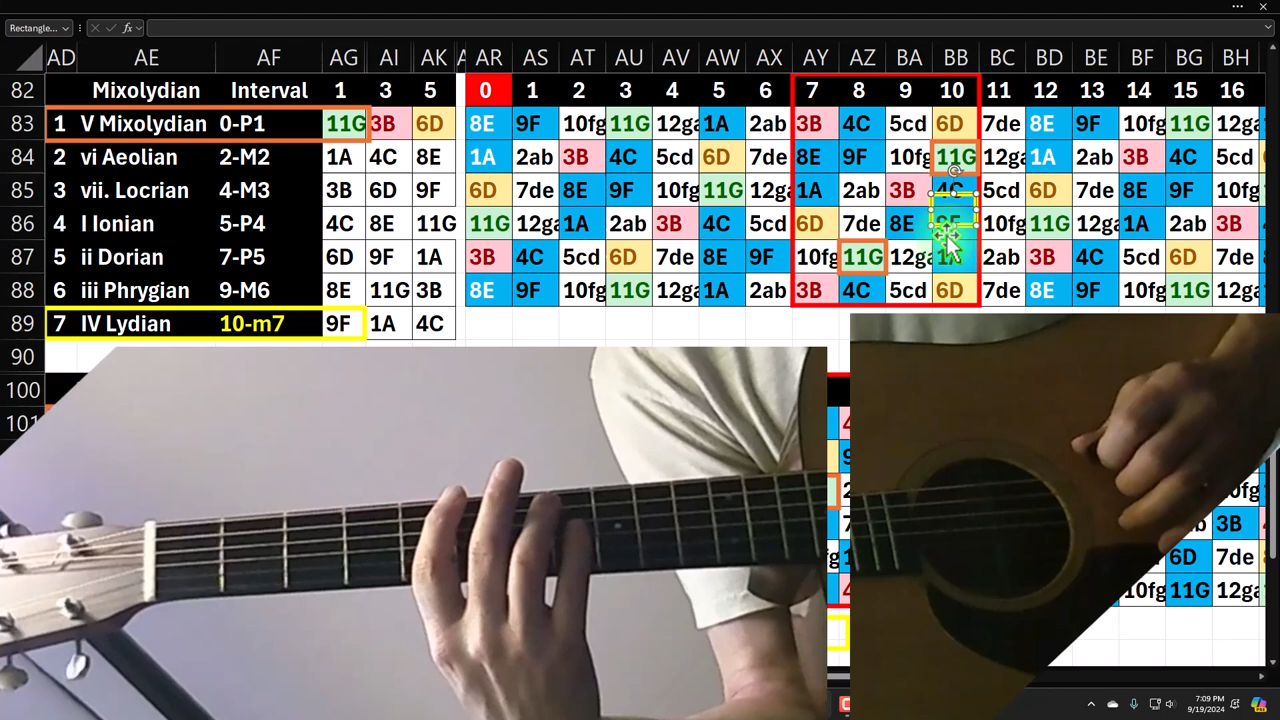 Rectangle...
fx
AD AE AF AG AI AK AR AS AT AU AV AW AX AY AZ BA BB BC BD BE BF BG BH
82 Mixolydian Interval 1 3 5 0 1 2 3 4 5 6 7 8 9 10 11 12 13 14 15 16
83 1 V Mixolydian 0-P1 11G 3B 6D 8E 9F 10fg 11G 12ga 1A 2ab 3B 4C 5cd 6D 7de 8E 9F 10fg 11G 12ga
84 2 vi Aeolian 2-M2 1A 4C 8E 1A 2ab 3B 4C 5cd 6D 7de 8E 9F 10fg 11G 12ga 1A 2ab 3B 4C 5cd
85 3 vii. Locrian 4-M3 3B 6D 9F 6D 7de 8E 9F 10fg 11G 12ga 1A 2ab 3B 4C 5cd 6D 7de 8E 9F 10fg
86 4 I Ionian 5-P4 4C 8E 11G 11G 12ga 1A 2ab 3B 4C 5cd 6D 7de 8E 9F 10fg 11G 12ga 1A 2ab 3B
87 5 ii Dorian 7-P5 6D 9F 1A 3B 4C 5cd 6D 7de 8E 9F 10fg 11G 12ga 1A 2ab 3B 4C 5cd 6D 7de
88 6 iii Phrygian 9-M6 8E 11G 3B 8E 9F 10fg 11G 12ga 1A 2ab 3B 4C 5cd 6D 7de 8E 9F 10fg 11G 12ga
89 7 IV Lydian 10-m7 9F 1A 4C
90
100
101
10fg
3B 4C
5cd 6D 7de
10fg 11G 12ga
7:09 PM
9/19/2024